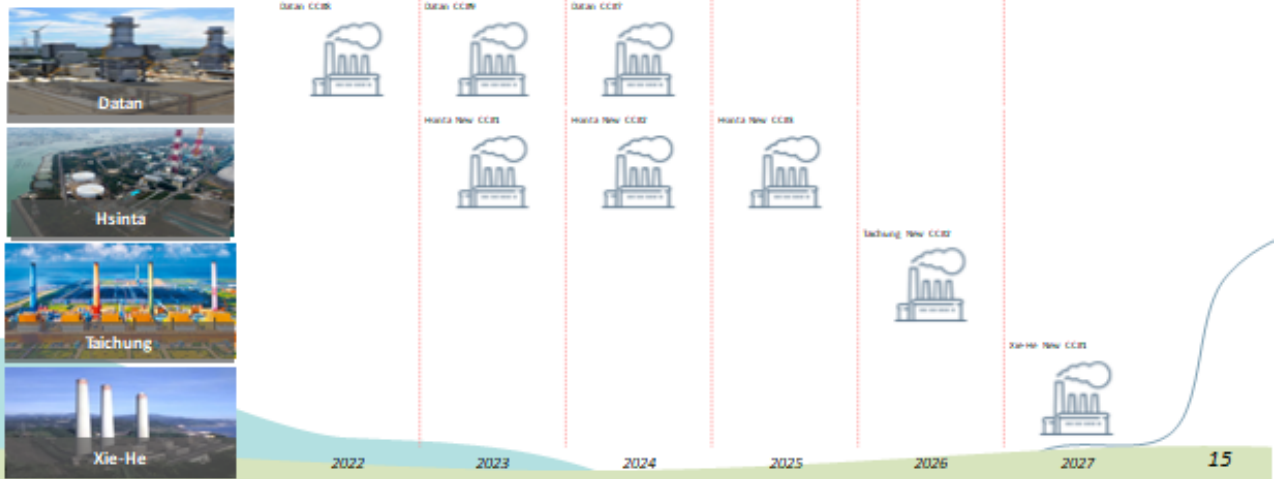 Datan CC#8
Datan CC#9
Datan CC#7
Datan
Hsinta New CC#1
Hsinta New CC#2
Hsinta New CC#3
Hsinta
Taichung New CC#2
Taichung
Xie-He New CC#1
Xie-He
2022
2023
2024
2025
2026
2027
15